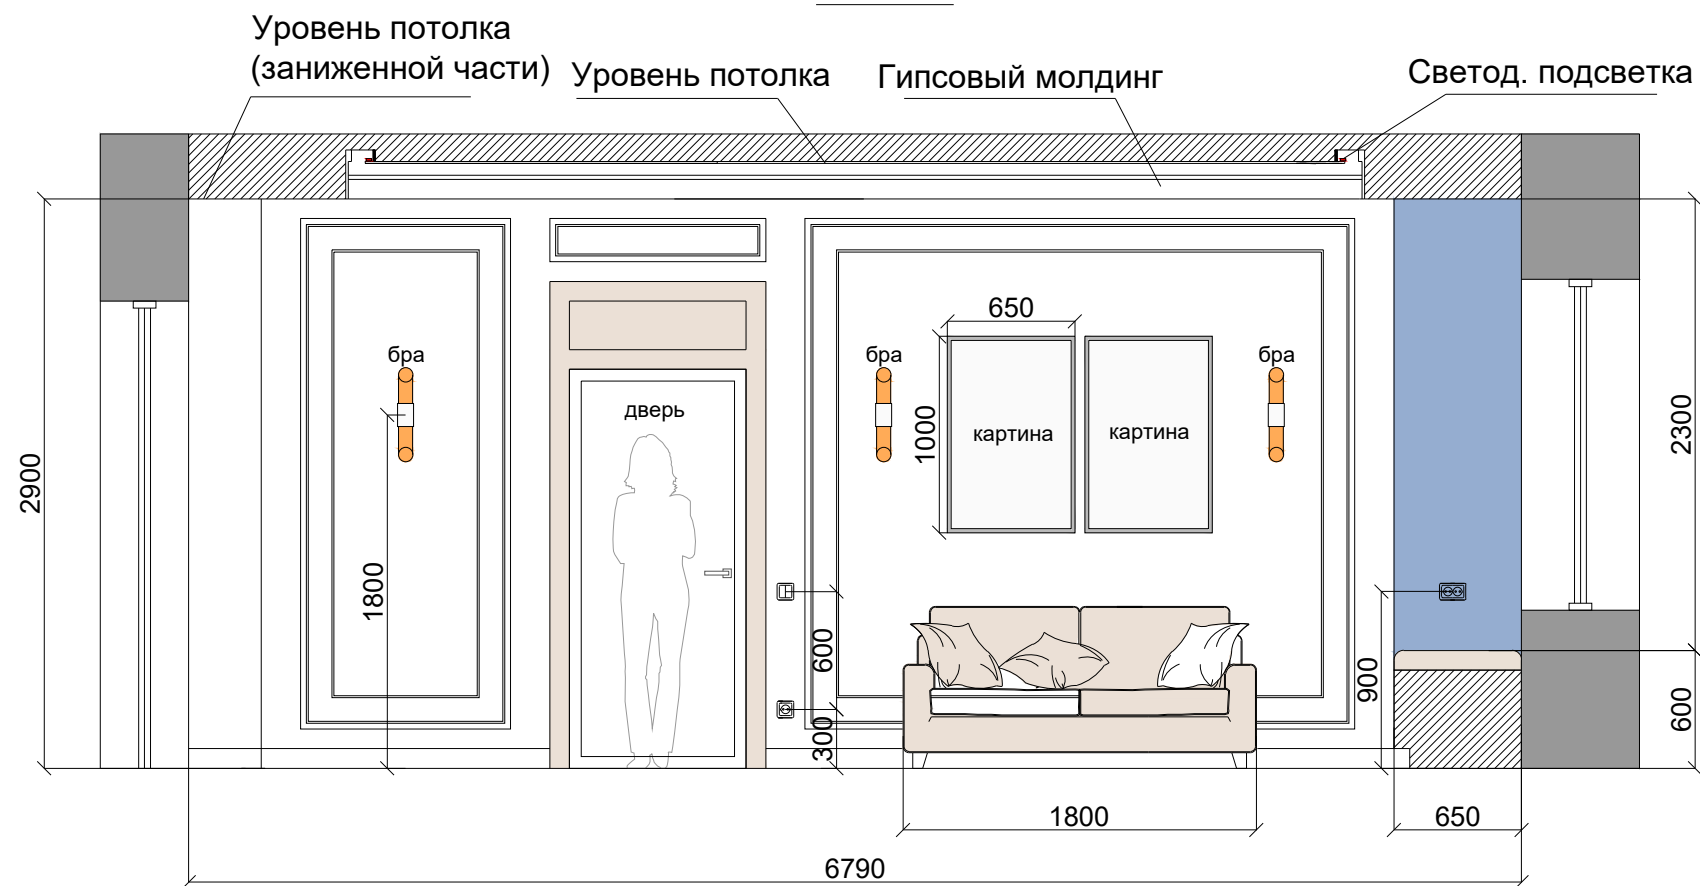 Уровень потолка
(заниженной части)
Уровень потолка
Гипсовый молдинг
Светод. подсветка
650
бра
бра
бра
дверь
1000
картина
картина
2300
2900
1800
600
900
300
600
1800
650
6790